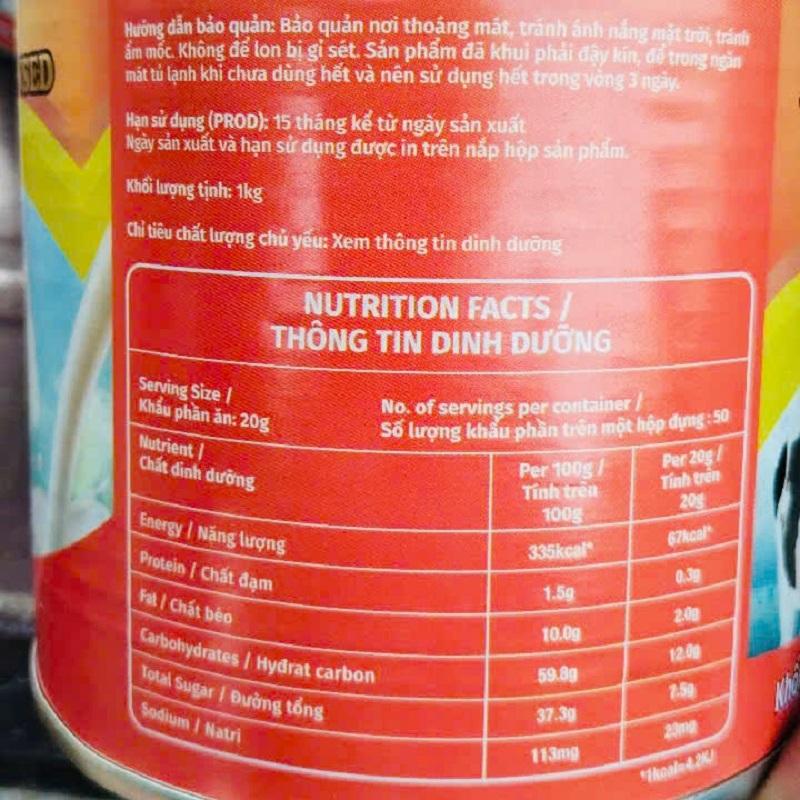 Hướng dẫn bảo quản: Bảo quản nơi thoáng mát, tránh ánh nắng mặt trời, tránh
ẩm mốc. Không để lon bị gỉ sét. Sản phẩm đã khui phải đậy kín, để trong ngăn
mát tủ lạnh khi chưa dùng hết và nên sử dụng hết trong vòng 3 ngày.
Hạn sử dụng (PROD): 15 tháng kể từ ngày sản xuất
Ngày sản xuất và hạn sử dụng được in trên nắp hộp sản phẩm.
Khối lượng tịnh: 1kg
Chỉ tiêu chất lượng chủ yếu: Xem thông tin dinh dưỡng
NUTRITION FACTS /
THÔNG TIN DINH DƯỠNG
Serving Size /
Khẩu phần ăn: 20g
No. of servings per container /
Số lượng khẩu phần trên một hộp đựng : 50
Nutrient /
Chất dinh dưỡng
Per 100g /
Tính trên
100g
Per 20g /
Tính trên
20g
Energy / Năng lượng 335kcal* 67kcal*
Protein / Chất đạm 1.5g 0.3g
Fat / Chất béo 10.0g 2.0g
Carbohydrates / Hyđrat carbon 59.8g 12.0g
Total Sugar / Đường tổng 37.3g 7.5g
Sodium / Natri 113mg 23mg
*1kcal=4.2KJ